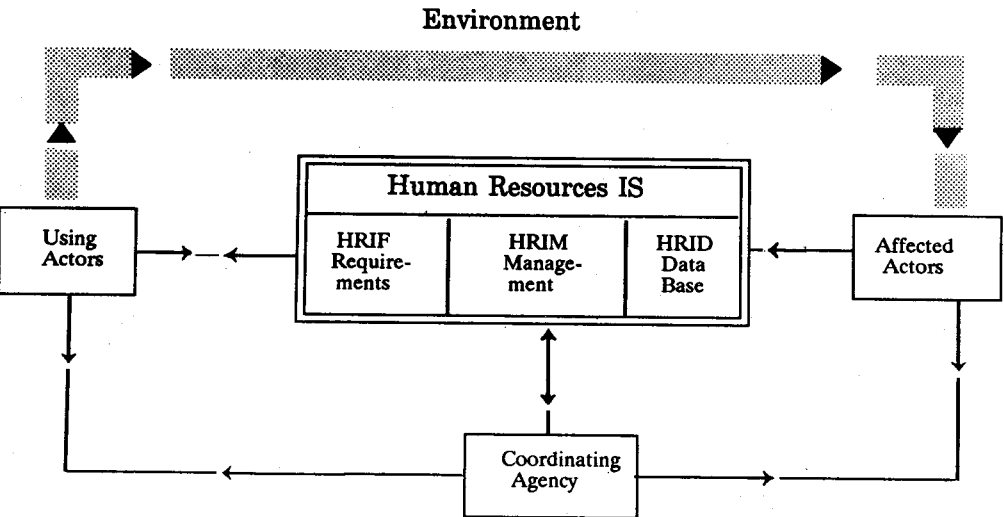 Environment
Human Resources IS
Using
Actors
HRIF
Require-
ments
HRIM
Manage-
ment
HRID
Data
Base
Affected
Actors
Coordinating
Agency